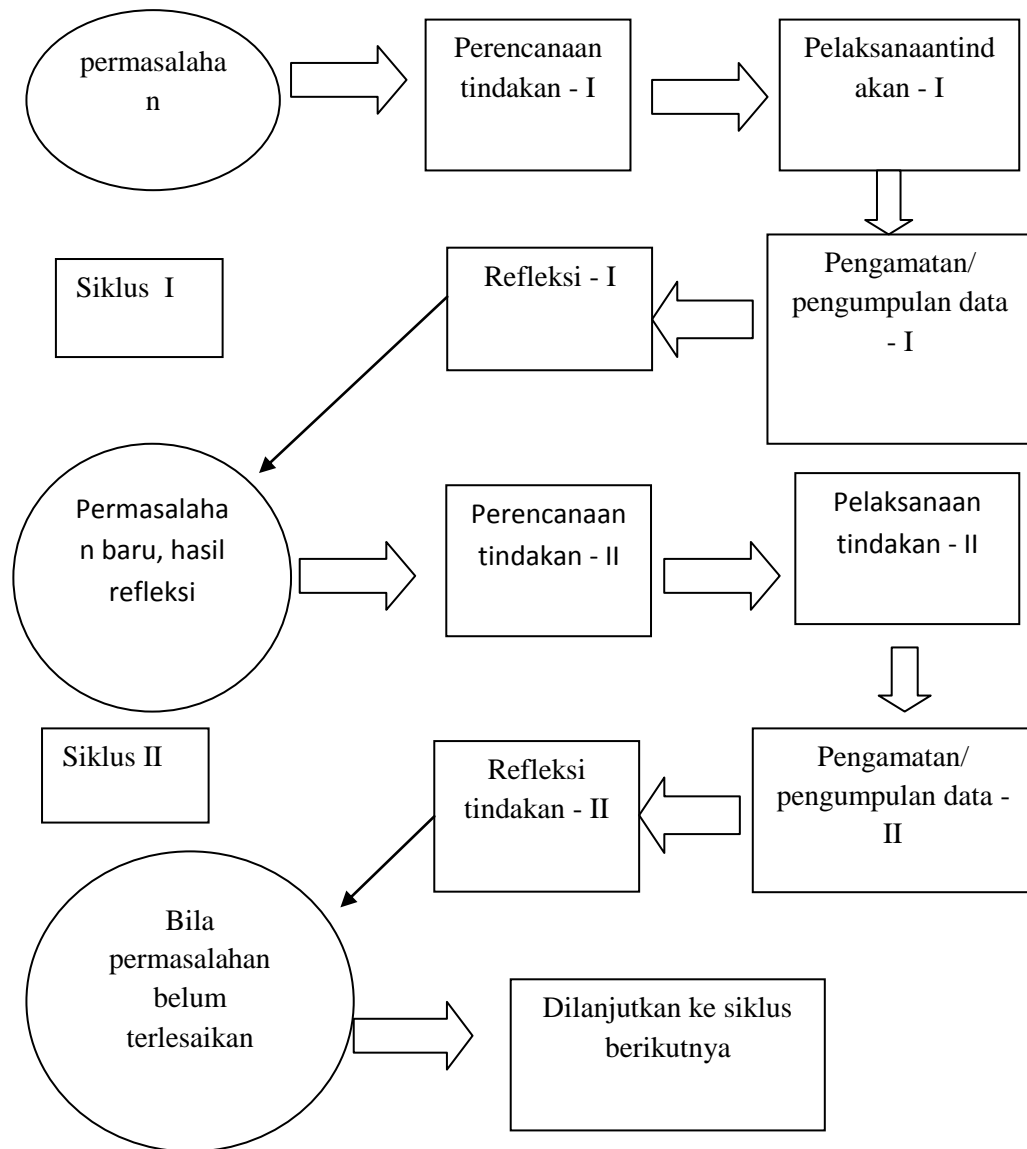 permasalaha
n
Perencanaan
tindakan - I
Pelaksanaantind
akan - I
Siklus  I
Refleksi - I
Pengamatan/
pengumpulan data
- I
Permasalaha
n baru, hasil
refleksi
Perencanaan
tindakan - II
Pelaksanaan
tindakan - II
Siklus II
Refleksi
tindakan - II
Pengamatan/
pengumpulan data -
II
Bila
permasalahan
belum
terlesaikan
Dilanjutkan ke siklus
berikutnya